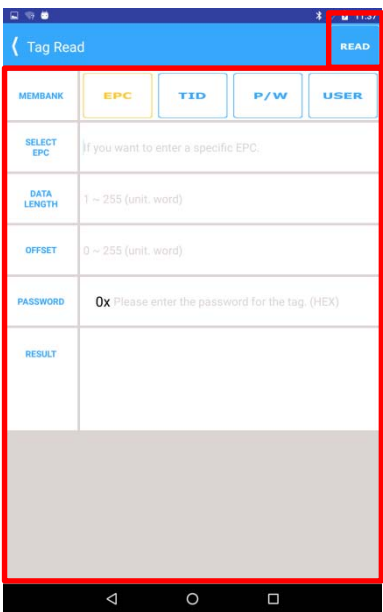 11:37
Tag Read
READ
MEMBANK
EPC
TID
P/W
USER
SELECT
EPC
If you want to enter a specific EPC.
DATA
LENGTH
1 ~ 255 (unit. word)
OFFSET
0 ~ 255 (unit. word)
PASSWORD
0x Please enter the password for the tag. (HEX)
RESULT